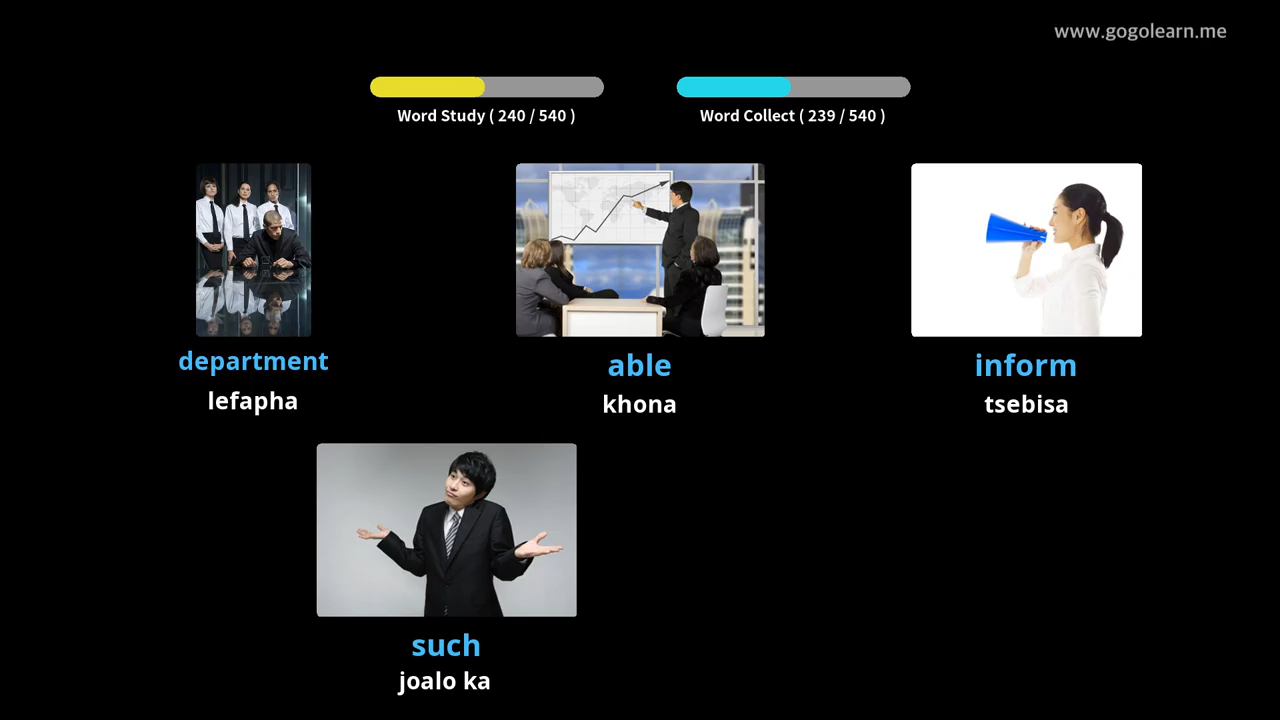 www.gogolearn.me
Word Study ( 240 / 540 )
Word Collect ( 239 / 540 )
department
lefapha
able
khona
inform
tsebisa
such
joalo ka